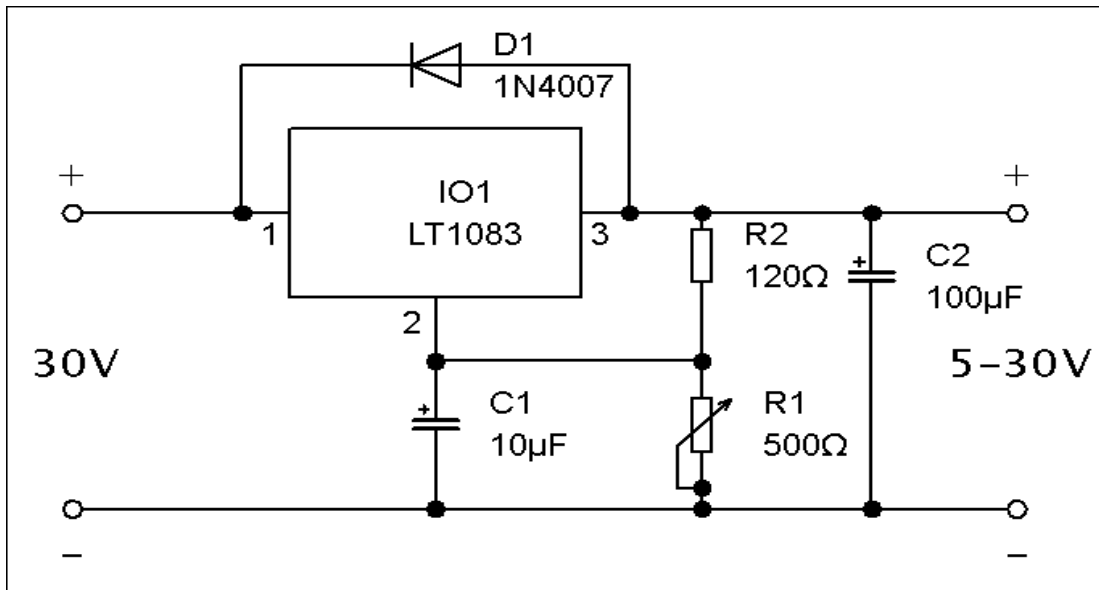 D1
1N4007
+
IO1
LT1083
1
3
+
R2
120Ω
+
C2
100µF
2
30V
5-30V
+
C1
10µF
R1
500Ω
−
−